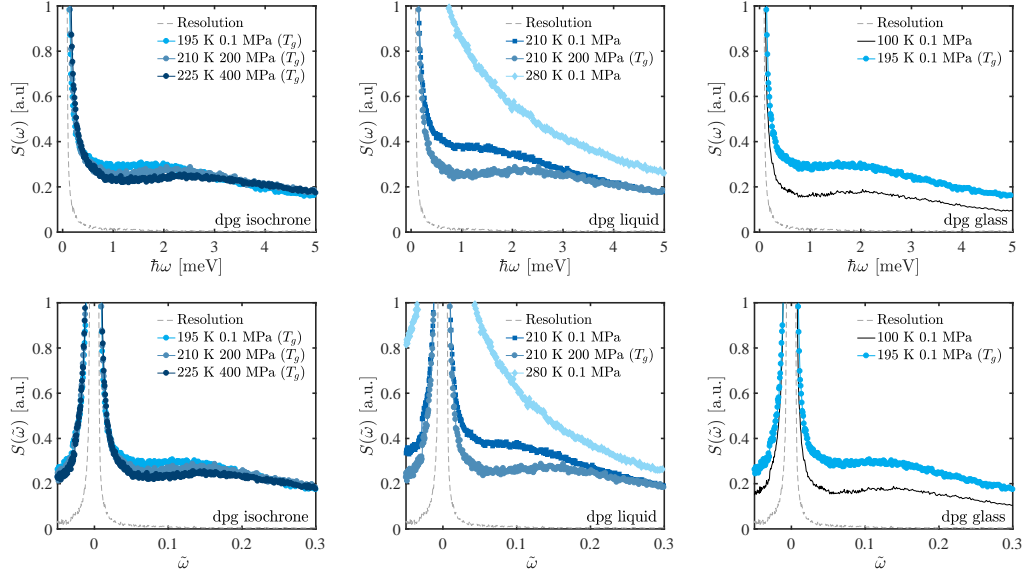 Resolution
195 K 0.1 MPa (Tg)
210 K 200 MPa (Tg)
225 K 400 MPa (Tg)
1
0.8
0.6
0.4
0.2
0
S(ω) [a.u]
dpg isochrone
0 1 2 3 4 5
ħω [meV]
Resolution
210 K 0.1 MPa
210 K 200 MPa (Tg)
280 K 0.1 MPa
1
0.8
0.6
0.4
0.2
0
S(ω) [a.u]
dpg liquid
0 1 2 3 4 5
ħω [meV]
Resolution
100 K 0.1 MPa
195 K 0.1 MPa (Tg)
1
0.8
0.6
0.4
0.2
0
S(ω) [a.u]
dpg glass
0 1 2 3 4 5
ħω [meV]
Resolution
195 K 0.1 MPa (Tg)
210 K 200 MPa (Tg)
225 K 400 MPa (Tg)
1
0.8
0.6
0.4
0.2
0
S(ω̃) [a.u.]
dpg isochrone
0 0.1 0.2 0.3
ω̃
Resolution
210 K 0.1 MPa
210 K 200 MPa (Tg)
280 K 0.1 MPa
1
0.8
0.6
0.4
0.2
0
S(ω̃) [a.u.]
dpg liquid
0 0.1 0.2 0.3
ω̃
Resolution
100 K 0.1 MPa
195 K 0.1 MPa (Tg)
1
0.8
0.6
0.4
0.2
0
S(ω̃) [a.u.]
dpg glass
0 0.1 0.2 0.3
ω̃